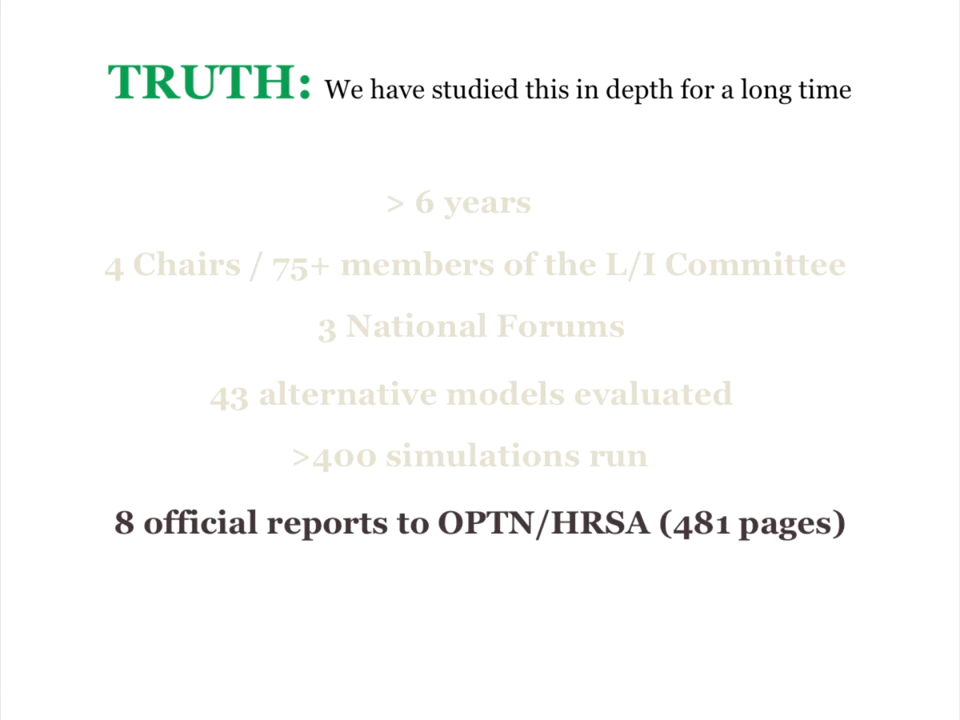 TRUTH: We have studied this in depth for a long time
> 6 years
4 Chairs / 75+ members of the L/I Committee
3 National Forums
43 alternative models evaluated
>400 simulations run
8 official reports to OPTN/HRSA (481 pages)